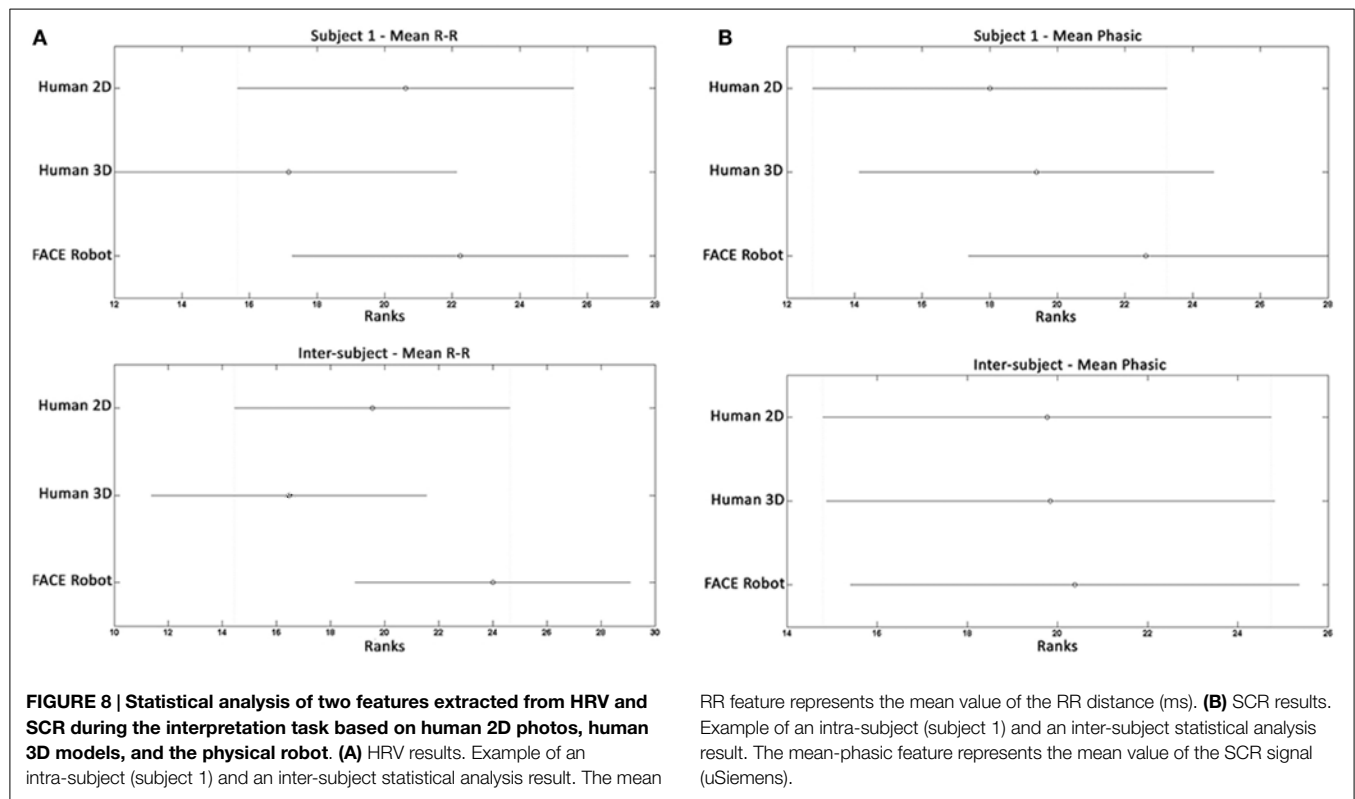 A
Subject 1 - Mean R-R
Human 2D
Human 3D
FACE Robot
12 14 16 18 20 22 24 26 28
Ranks
Inter-subject - Mean R-R
Human 2D
Human 3D
FACE Robot
10 12 14 16 18 20 22 24 26 28 30
Ranks
B
Subject 1 - Mean Phasic
Human 2D
Human 3D
FACE Robot
12 14 16 18 20 22 24 26 28
Ranks
Inter-subject - Mean Phasic
Human 2D
Human 3D
FACE Robot
14 16 18 20 22 24 26
Ranks
FIGURE 8 | Statistical analysis of two features extracted from HRV and
SCR during the interpretation task based on human 2D photos, human
3D models, and the physical robot. (A) HRV results. Example of an
intra-subject (subject 1) and an inter-subject statistical analysis result. The mean
RR feature represents the mean value of the RR distance (ms). (B) SCR results.
Example of an intra-subject (subject 1) and an inter-subject statistical analysis
result. The mean-phasic feature represents the mean value of the SCR signal
(uSiemens).